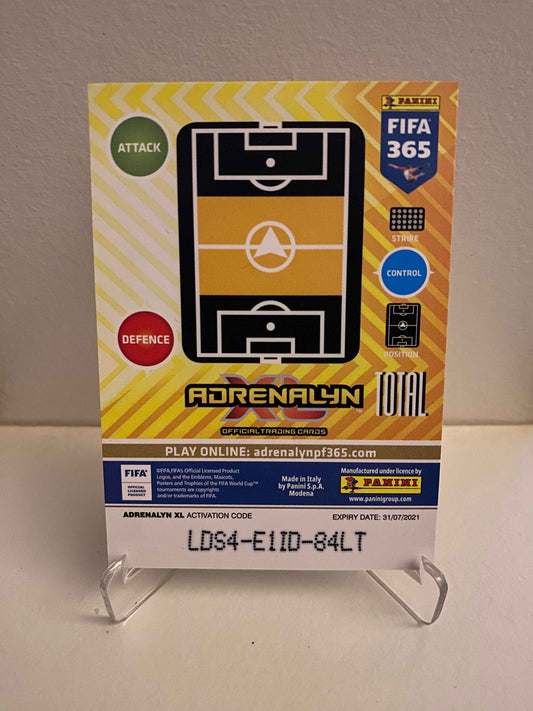 PANINI
FIFA
365
ATTACK
STRIKE
CONTROL
DEFENCE
POSITION
ADRENALYN
XL™
OFFICIAL TRADING CARDS
TOTAL
PLAY ONLINE: adrenalynpf365.com
FIFA®
OFFICIAL
LICENSED
PRODUCT
©FIFA, FIFA's Official Licensed Product
Logos, and the Emblems, Mascots,
Posters and Trophies of the FIFA World Cup™
tournaments are copyrights
and/or trademarks of FIFA.
Made in Italy
by Panini S.p.A.
Modena
Manufactured under licence by
PANINI
www.paninigroup.com
ADRENALYN XL ACTIVATION CODE
EXPIRY DATE: 31/07/2021
LDS4-E1ID-84LT